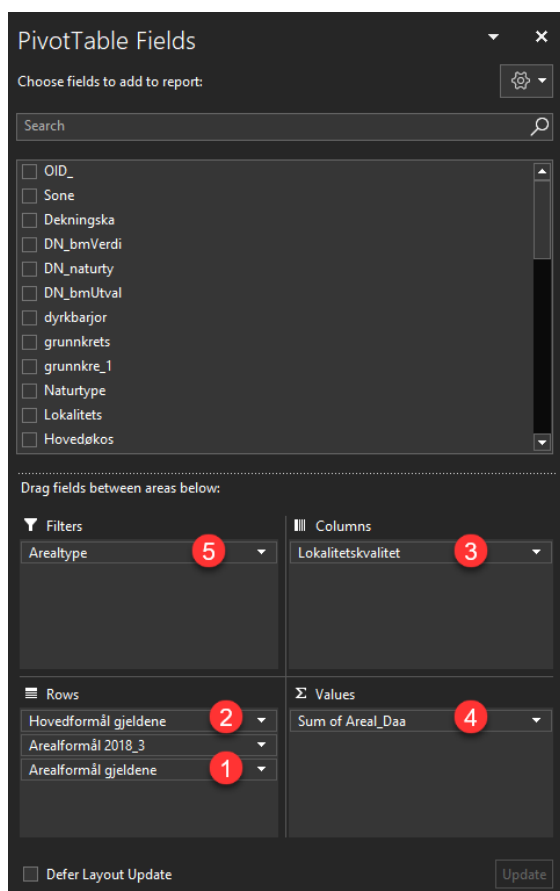 PivotTable Fields
Choose fields to add to report:
Search
OID_
Sone
Dekningska
DN_bmVerdi
DN_naturty
DN_bmUtval
dyrkbarjor
grunnkrets
grunnkre_1
Naturtype
Lokalitets
Hovedøkos
Drag fields between areas below:
Filters
Arealtype 5
Columns
Lokalitetskvalitet 3
Rows
Hovedformål gjeldene 2
Arealformål 2018_3
Arealformål gjeldene 1
Σ Values
Sum of Areal_Daa 4
Defer Layout Update
Update